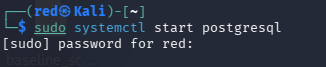 ┌──(red㉿Kali)-[~]
└─$ sudo systemctl start postgresql
[sudo] password for red: